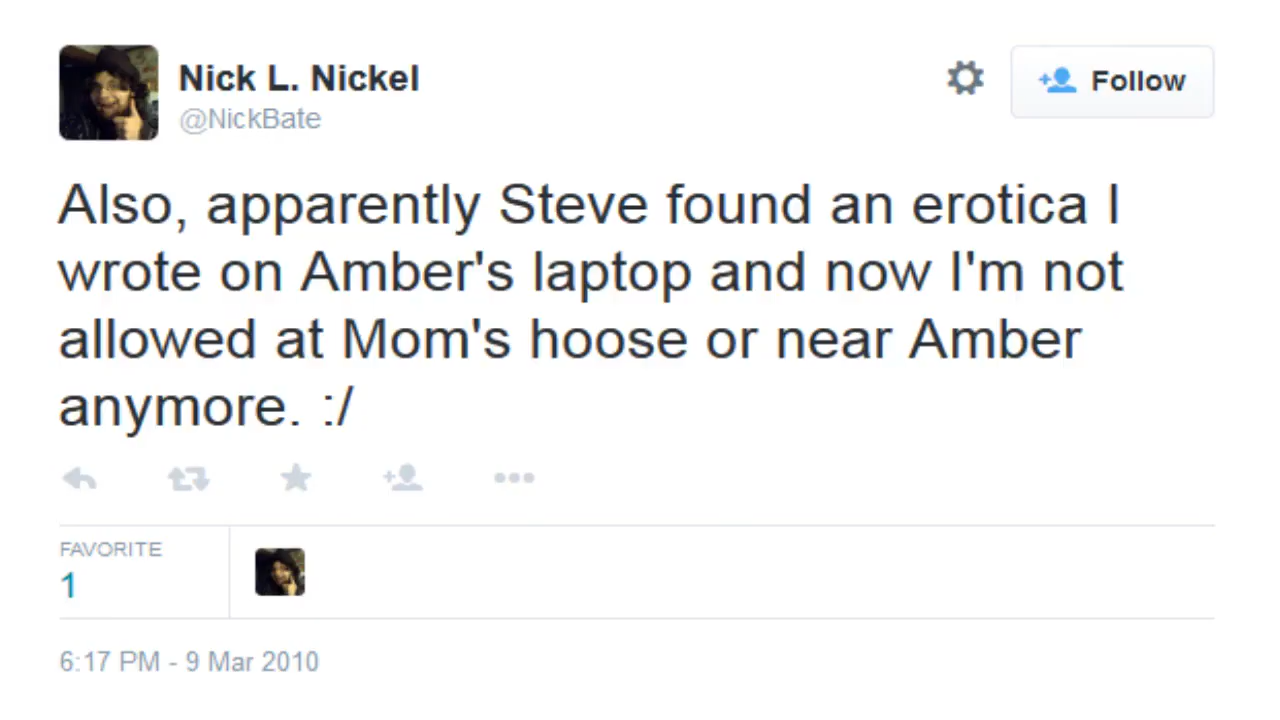 Nick L. Nickel
Follow
@NickBate
Also, apparently Steve found an erotica I
wrote on Amber's laptop and now I'm not
allowed at Mom's hoose or near Amber
anymore. :/
FAVORITE
1
6:17 PM - 9 Mar 2010